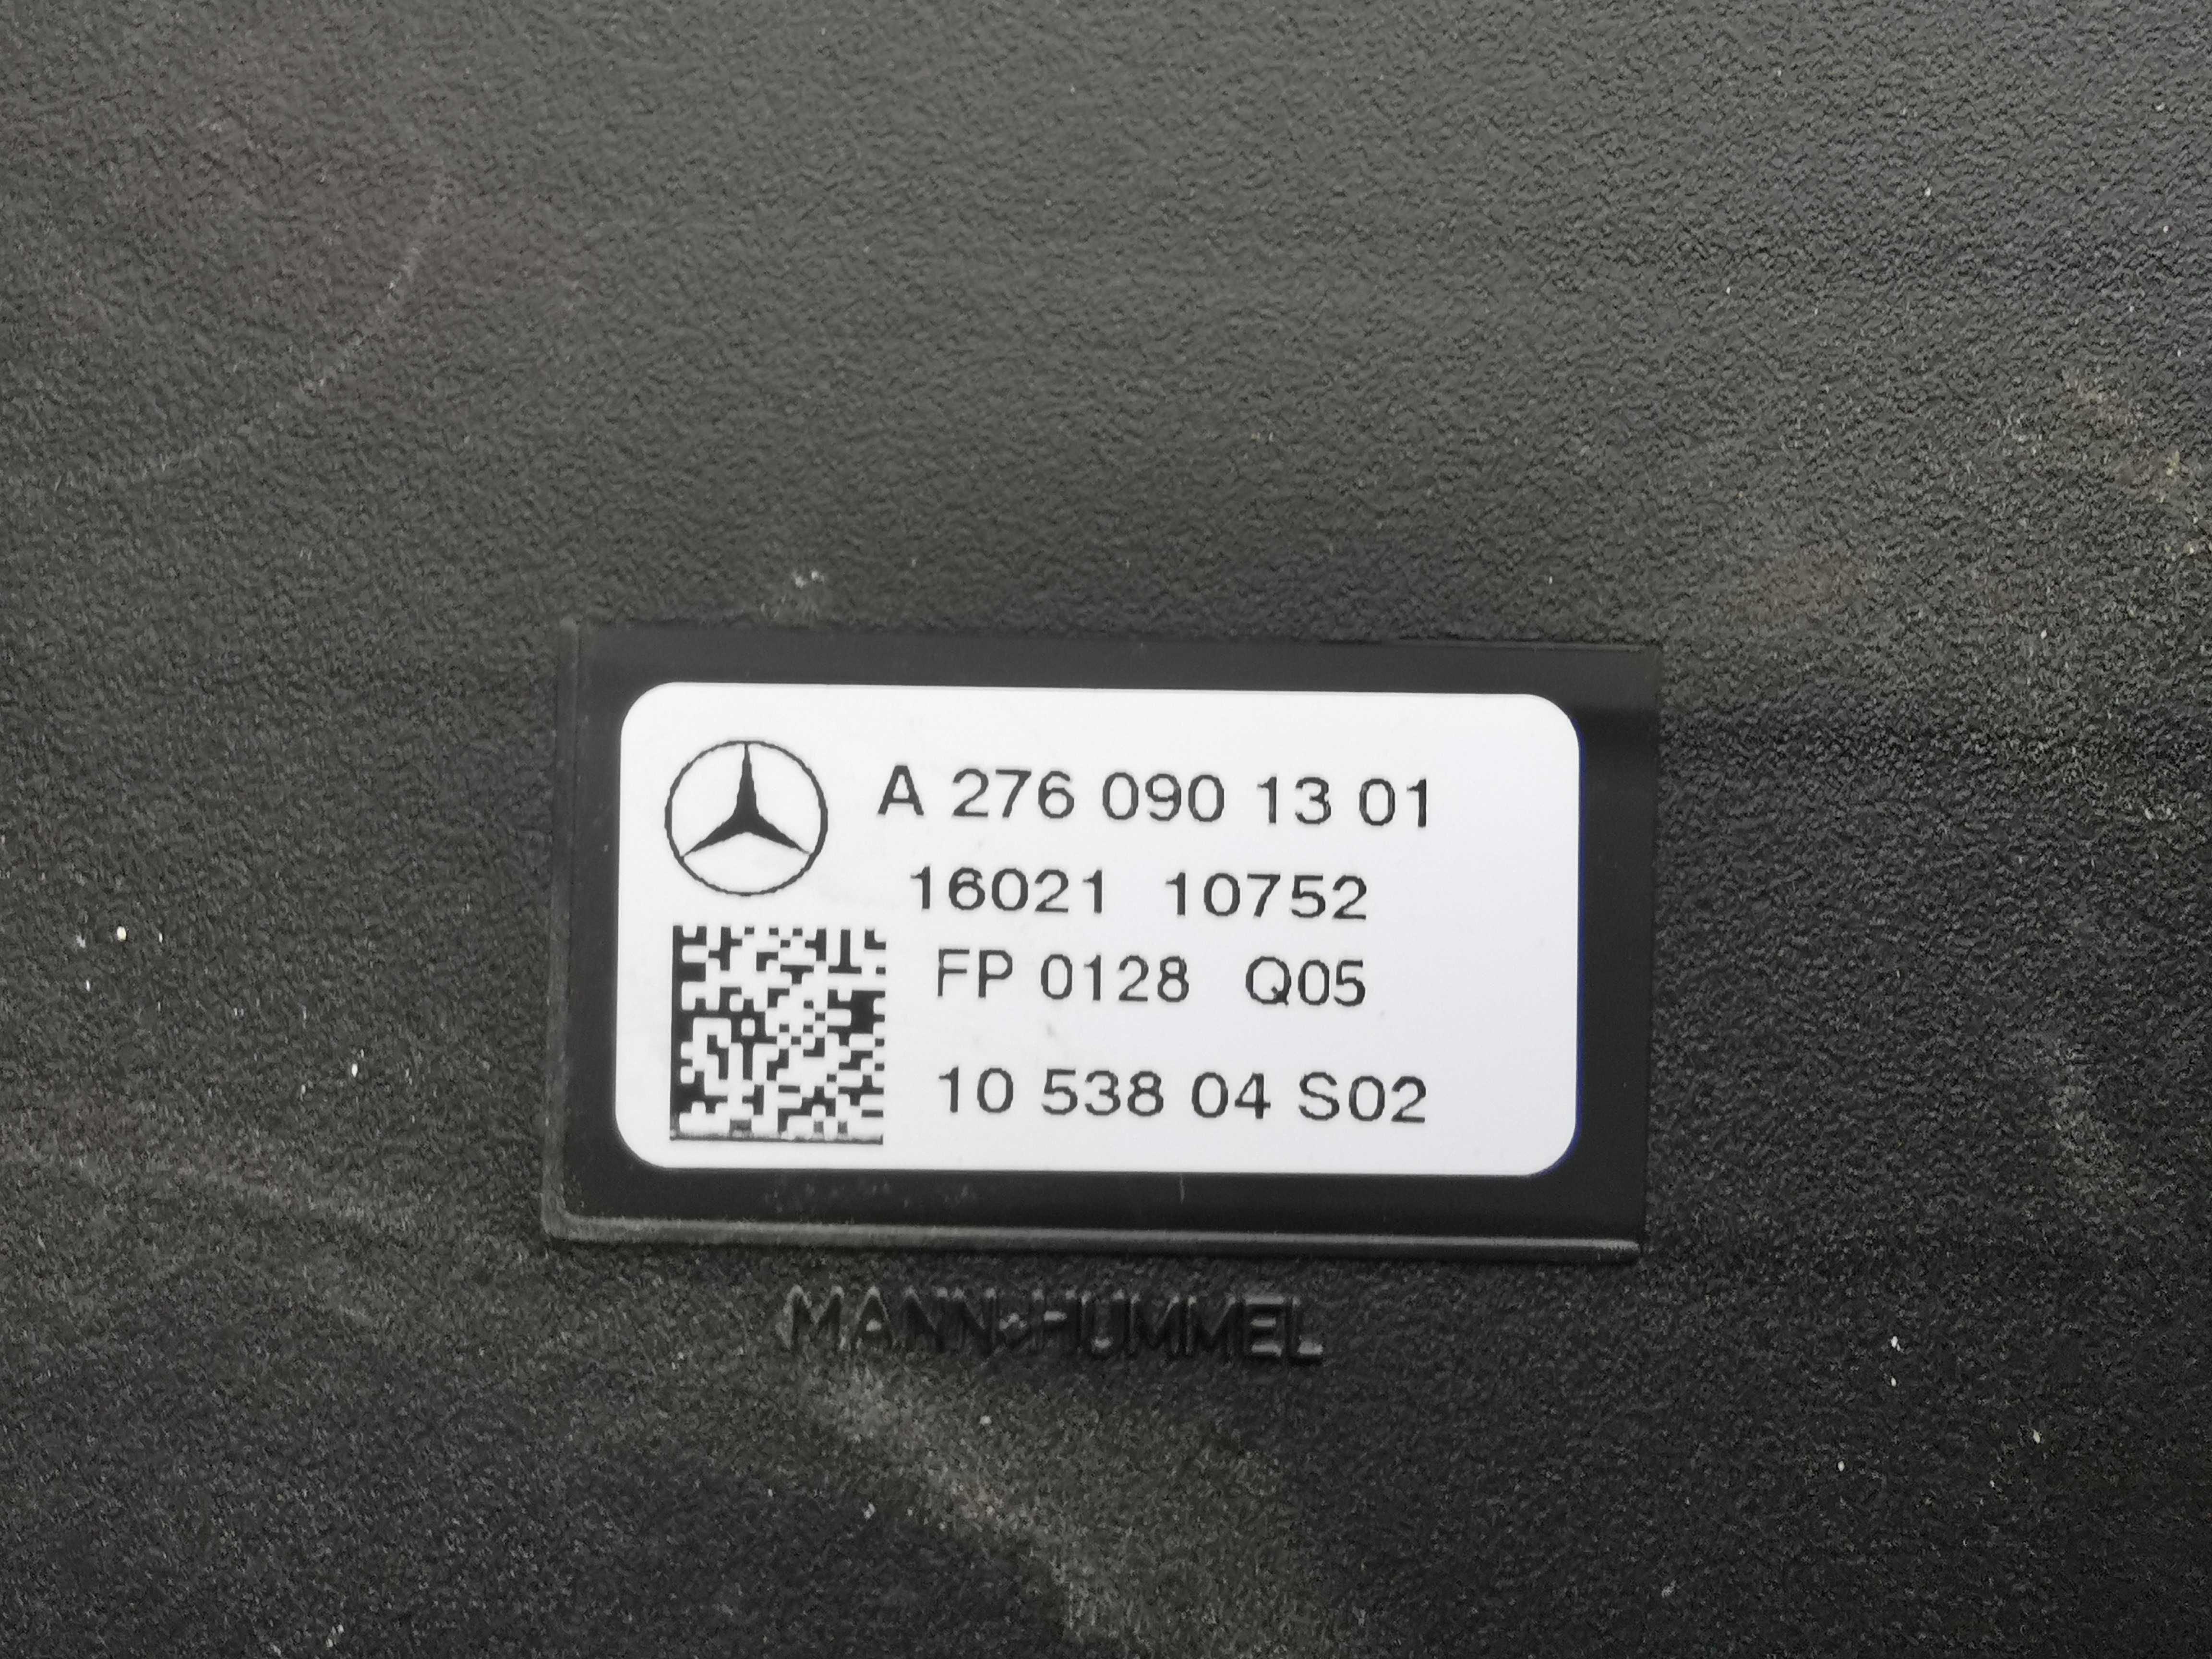 A 276 090 13 01
16021 10752
FP 0128 Q05
10 538 04 S02
MANN+HUMMEL